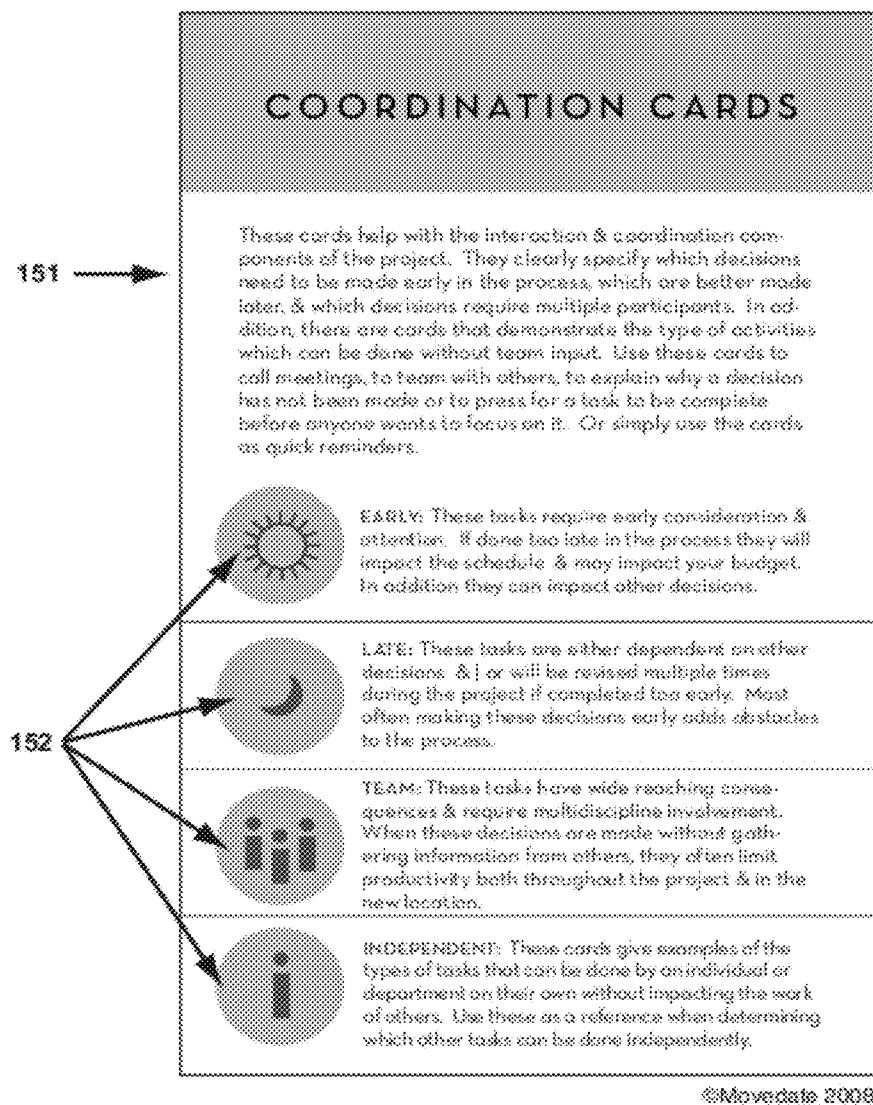 COORDINATION CARDS
These cards help with the interaction & coordination com-
ponents of the project. They clearly specify which decisions
need to be made early in the process, which are better made
later, & which decisions require multiple participants. In ad-
dition, there are cards that demonstrate the type of activities
which can be done without team input. Use these cards to
call meetings, to team with others, to explain why a decision
has not been made or to press for a task to be complete
before anyone wants to focus on it. Or simply use the cards
as quick reminders.
151
EARLY: These tasks require early consideration &
attention. If done too late in the process they will
impact the schedule & may impact your budget.
In addition they can impact other decisions.
LATE: These tasks are either dependent on other
decisions & | or will be revised multiple times
during the project if completed too early. Most
often making these decisions early adds obstacles
to the process.
152
TEAM: These tasks have wide reaching conse-
quences & require multidiscipline involvement.
When these decisions are made without gath-
ering information from others, they often limit
productivity both throughout the project & in the
new location.
INDEPENDENT: These cards give examples of the
types of tasks that can be done by an individual or
department on their own without impacting the work
of others. Use these as a reference when determining
which other tasks can be done independently.
©Movedate 2008